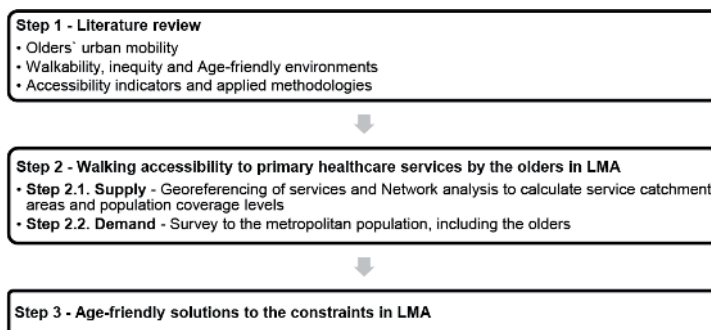 Step 1 - Literature review
• Olders` urban mobility
• Walkability, inequity and Age-friendly environments
• Accessibility indicators and applied methodologies
Step 2 - Walking accessibility to primary healthcare services by the olders in LMA
• Step 2.1. Supply - Georeferencing of services and Network analysis to calculate service catchment
areas and population coverage levels
• Step 2.2. Demand - Survey to the metropolitan population, including the olders
Step 3 - Age-friendly solutions to the constraints in LMA